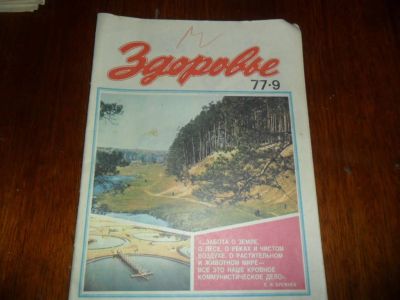 Здоровье
77·9
«...ЗАБОТА О ЗЕМЛЕ,
О ЛЕСЕ, О РЕКАХ И ЧИСТОМ
ВОЗДУХЕ, О РАСТИТЕЛЬНОМ
И ЖИВОТНОМ МИРЕ—
ВСЕ ЭТО НАШЕ КРОВНОЕ
КОММУНИСТИЧЕСКОЕ ДЕЛО».
Л. И. БРЕЖНЕВ